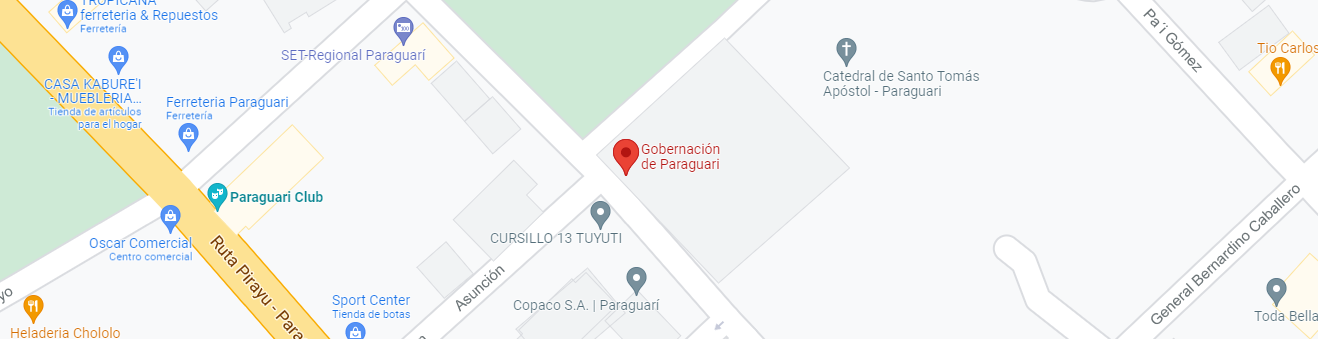 TROPICANA
ferreteria & Repuestos
Ferretería
SET-Regional Paraguarí
CASA KABURE'I
- MUEBLERIA...
Tienda de artículos
para el hogar
Ferreteria Paraguari
Ferretería
Paraguari Club
Oscar Comercial
Centro comercial
Ruta Pirayu - Para
yo
Heladeria Chololo
Sport Center
Tienda de botas
Asunción
CURSILLO 13 TUYUTI
Copaco S.A. | Paraguarí
Gobernación
de Paraguari
Catedral de Santo Tomás
Apóstol - Paraguari
Pa´i Gómez
Tio Carlos
General Bernardino Caballero
Toda Bella